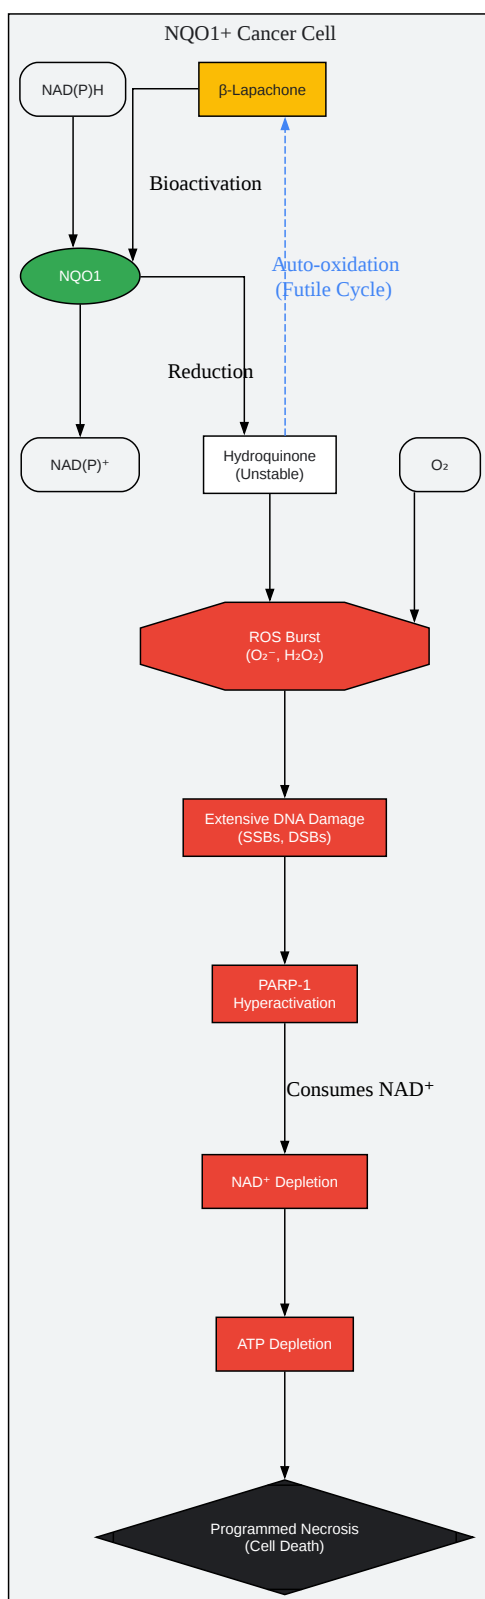 NQO1+ Cancer Cell
NAD(P)H
β-Lapachone
Bioactivation
Auto-oxidation
(Futile Cycle)
NQO1
Reduction
NAD(P)⁺
Hydroquinone
(Unstable)
O₂
ROS Burst
(O₂⁻, H₂O₂)
Extensive DNA Damage
(SSBs, DSBs)
PARP-1
Hyperactivation
Consumes NAD⁺
NAD⁺ Depletion
ATP Depletion
Programmed Necrosis
(Cell Death)